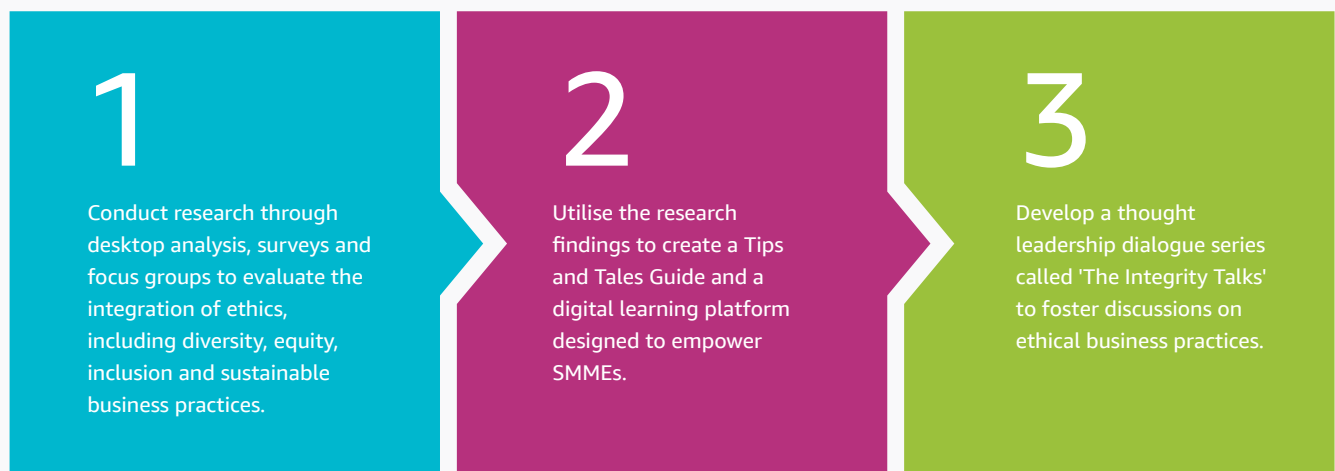 1
Conduct research through
desktop analysis, surveys and
focus groups to evaluate the
integration of ethics,
including diversity, equity,
inclusion and sustainable
business practices.
2
Utilise the research
findings to create a Tips
and Tales Guide and a
digital learning platform
designed to empower
SMMEs.
3
Develop a thought
leadership dialogue series
called 'The Integrity Talks'
to foster discussions on
ethical business practices.